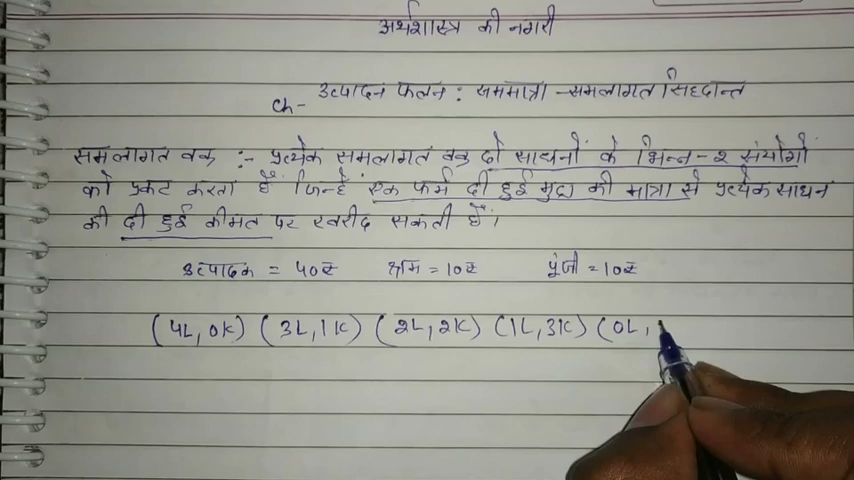 अर्थशास्त्र की नगरी
ch- उत्पादन फलन : सममात्रा - समलागत सिद्दान्त
समलागत वक्र :- प्रत्येक समलागत वक्र दो साधनों के भिन्न-2 संयोगों
को प्रकट करता हैं जिन्हें एक फर्म दी हुई मुद्रा की मात्रा से प्रत्येक साधन
की दी हुई कीमत पर खरीद सकती हैं।
उत्पादक = 40₹ श्रम = 10₹ पूंजी = 10₹
(4L, 0K) (3L, 1K) (2L, 2K) (1L, 3K) (0L,